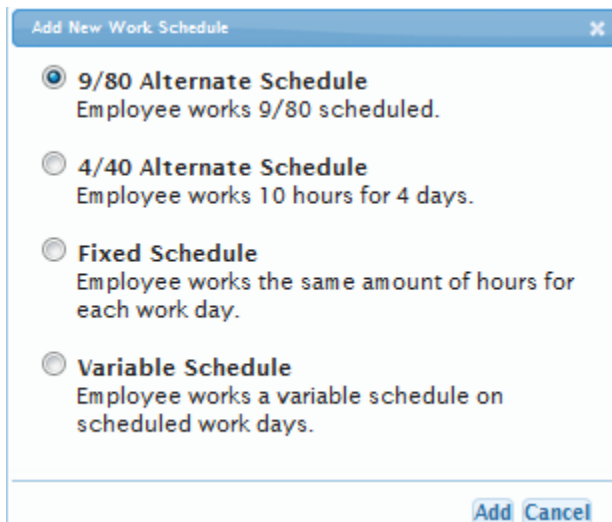 Add New Work Schedule
9/80 Alternate Schedule
Employee works 9/80 scheduled.
4/40 Alternate Schedule
Employee works 10 hours for 4 days.
Fixed Schedule
Employee works the same amount of hours for
each work day.
Variable Schedule
Employee works a variable schedule on
scheduled work days.
Add Cancel